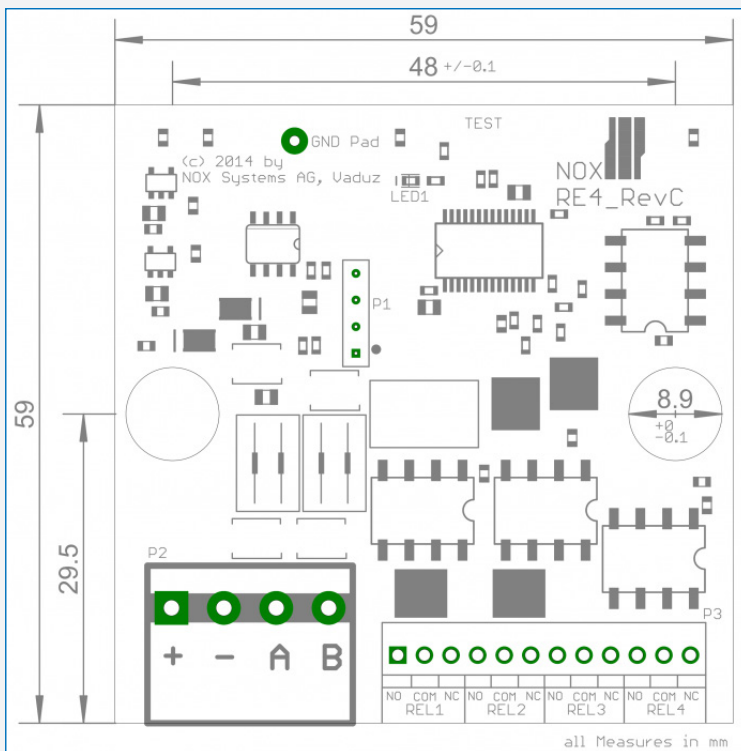 59
48 +/-0.1
TEST
GND Pad
(c) 2014 by
NOX Systems AG, Vaduz
LED1
NOX
RE4_RevC
P1
59
8.9
+0
-0.1
29.5
P2
+ - A B
P3
NO COM NC NO COM NC NO COM NC NO COM NC
REL1 REL2 REL3 REL4
all Measures in mm